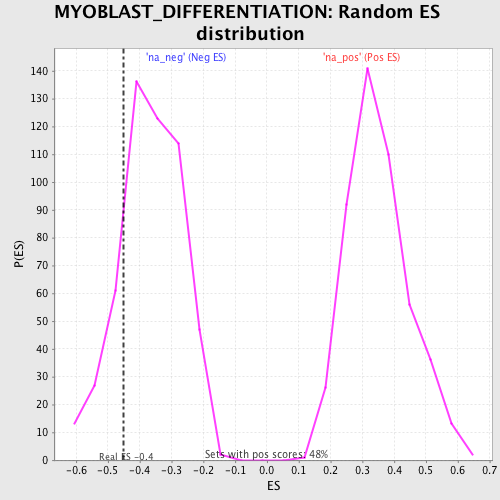 MYOBLAST_DIFFERENTIATION: Random ES
distribution
'na_neg' (Neg ES)
'na_pos' (Pos ES)
P(ES)
140
130
120
110
100
90
80
70
60
50
40
30
20
10
0
Real ES -0.4
Sets with pos scores: 48%
-0.6 -0.5 -0.4 -0.3 -0.2 -0.1 0.0 0.1 0.2 0.3 0.4 0.5 0.6 0.7
ES